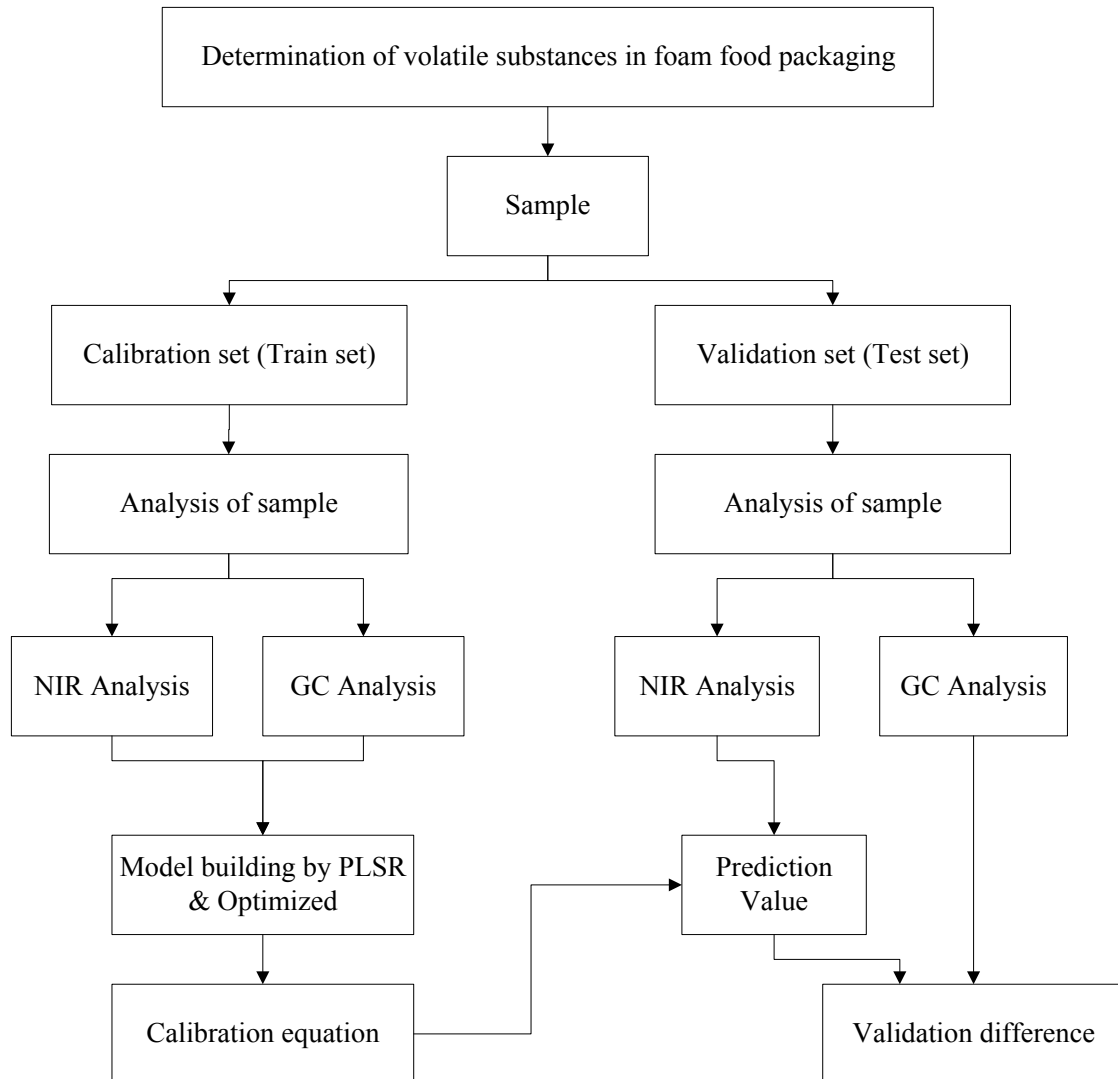 Determination of volatile substances in foam food packaging
Sample
Calibration set (Train set)
Validation set (Test set)
Analysis of sample
Analysis of sample
NIR Analysis
GC Analysis
NIR Analysis
GC Analysis
Model building by PLSR
& Optimized
Prediction
Value
Calibration equation
Validation difference